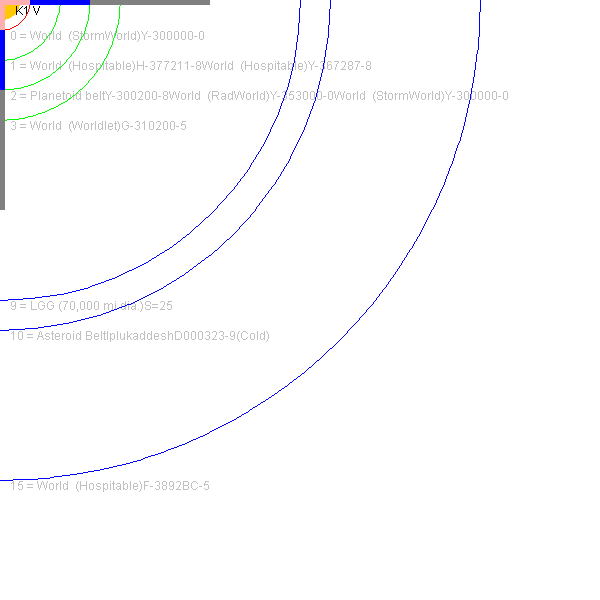 K1 V
0 = World  (StormWorld)Y-300000-0
1 = World  (Hospitable)H-377211-8World  (Hospitable)Y-367287-8
2 = Planetoid beltY-300200-8World  (RadWorld)Y-353000-0World  (StormWorld)Y-300000-0
3 = World  (Worldlet)G-310200-5
9 = LGG (70,000 mi dia.)S=25
10 = Asteroid BeltIplukaddeshD000323-9(Cold)
15 = World  (Hospitable)F-3892BC-5